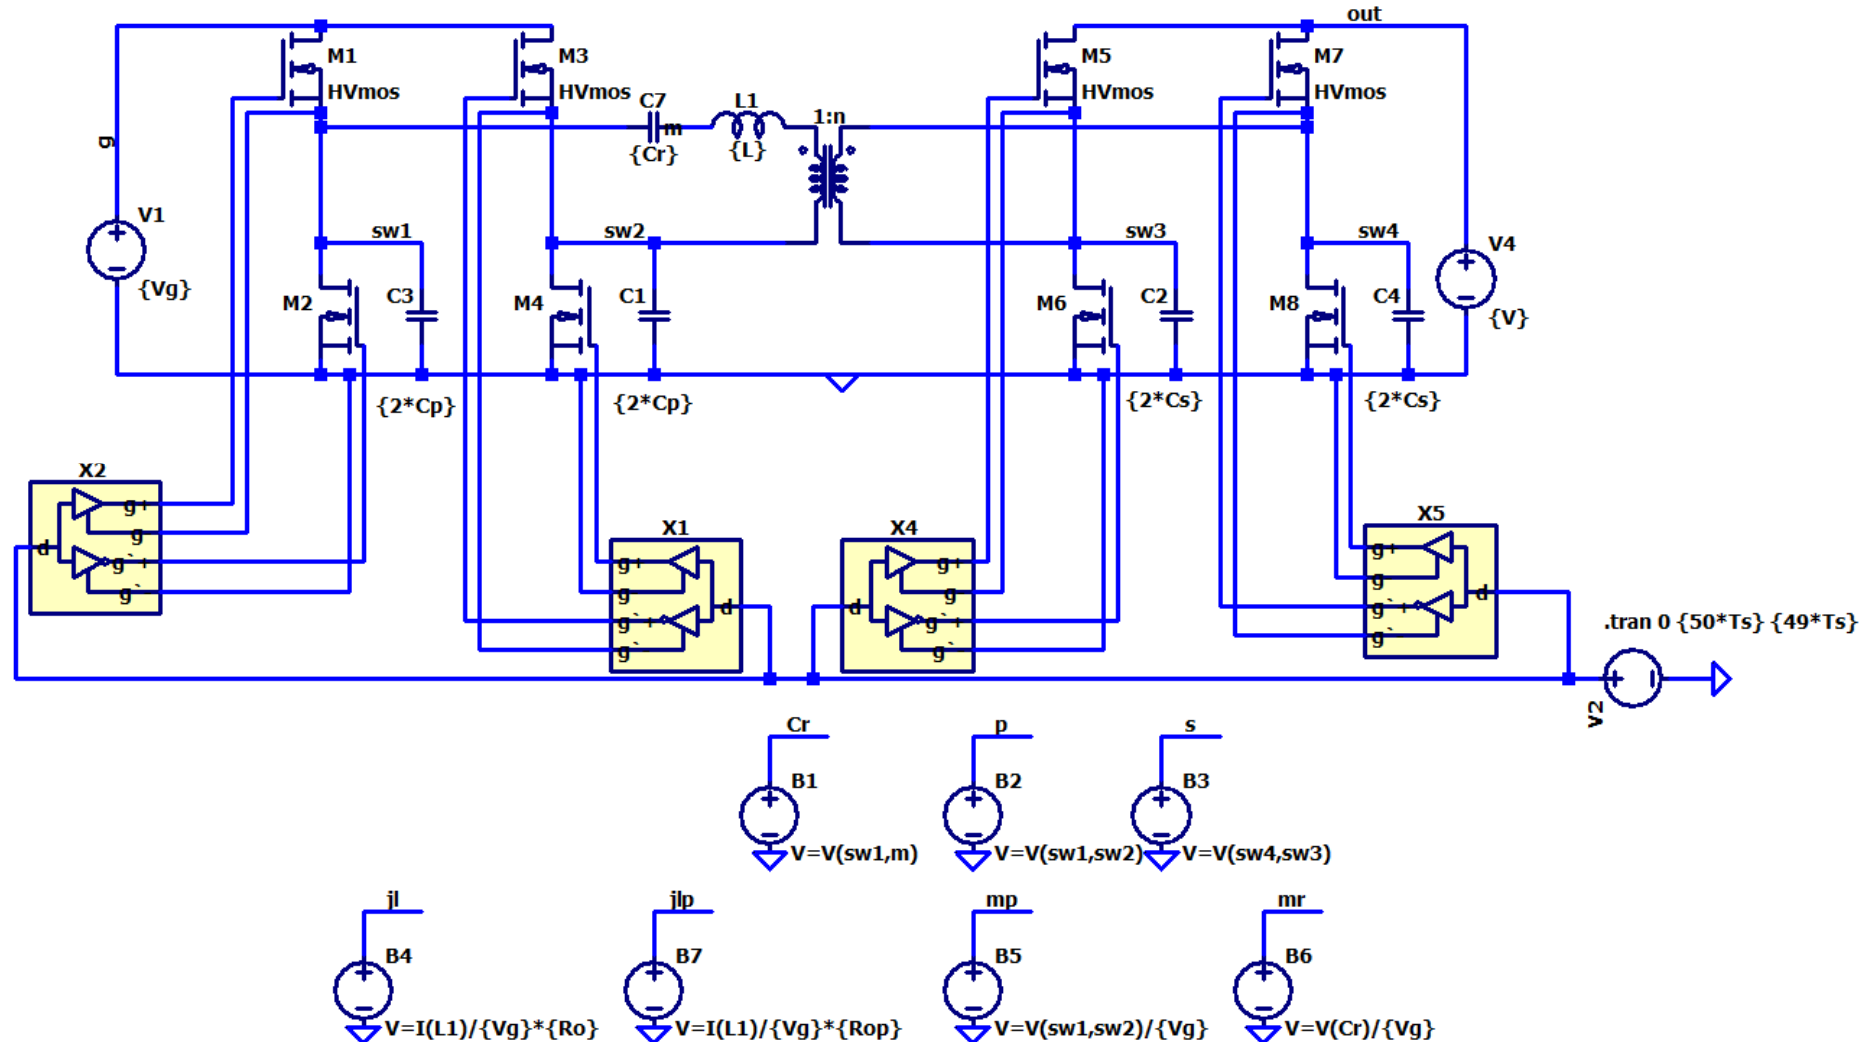 out
M1
M3
M5
M7
HVmos
HVmos
HVmos
HVmos
C7
L1
1:n
m
g
{Cr}
{L}
V1
sw1
sw2
sw3
sw4
V4
{Vg}
M2
C3
M4
C1
M6
C2
M8
C4
{V}
{2*Cp}
{2*Cp}
{2*Cs}
{2*Cs}
X2
g+
g
d
g`+
g`
X1
g+
g
d
g`+
g`
X4
g+
g
d
g`+
g`
X5
g+
g
d
g`+
g`
.tran 0 {50*Ts} {49*Ts}
V2
Cr
p
s
B1
B2
B3
V=V(sw1,m)
V=V(sw1,sw2)
V=V(sw4,sw3)
jl
jlp
mp
mr
B4
B7
B5
B6
V=I(L1)/{Vg}*{Ro}
V=I(L1)/{Vg}*{Rop}
V=V(sw1,sw2)/{Vg}
V=V(Cr)/{Vg}